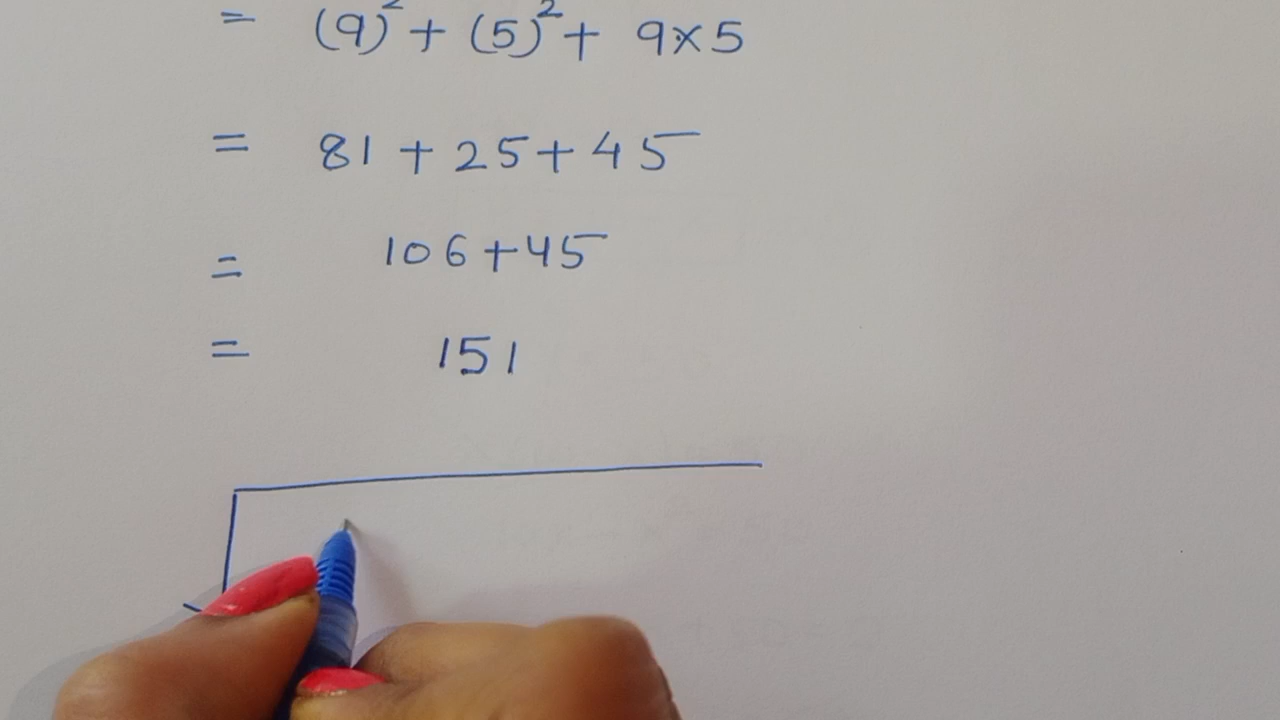 = (9)² + (5)² + 9×5
= 81 + 25 + 45
= 106 + 45
= 151